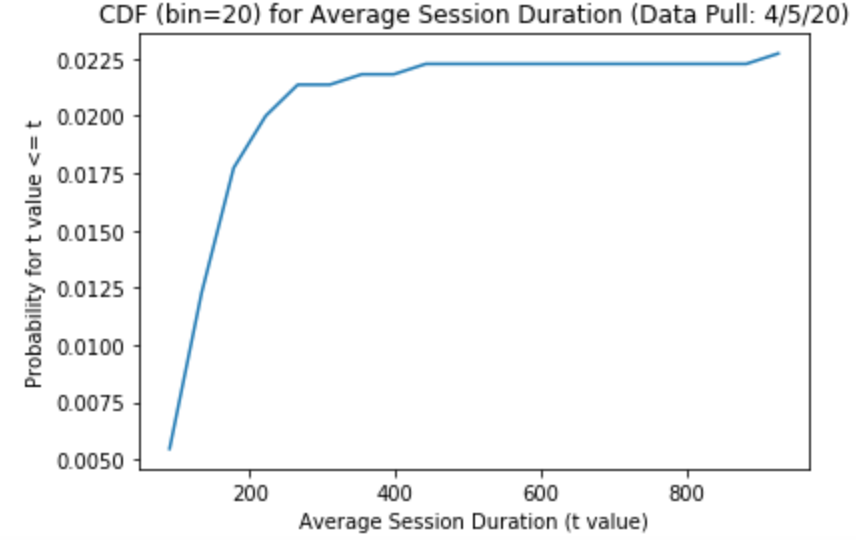 CDF (bin=20) for Average Session Duration (Data Pull: 4/5/20)
0.0225
0.0200
0.0175
0.0150
0.0125
0.0100
0.0075
0.0050
Probability for t value <= t
200 400 600 800
Average Session Duration (t value)